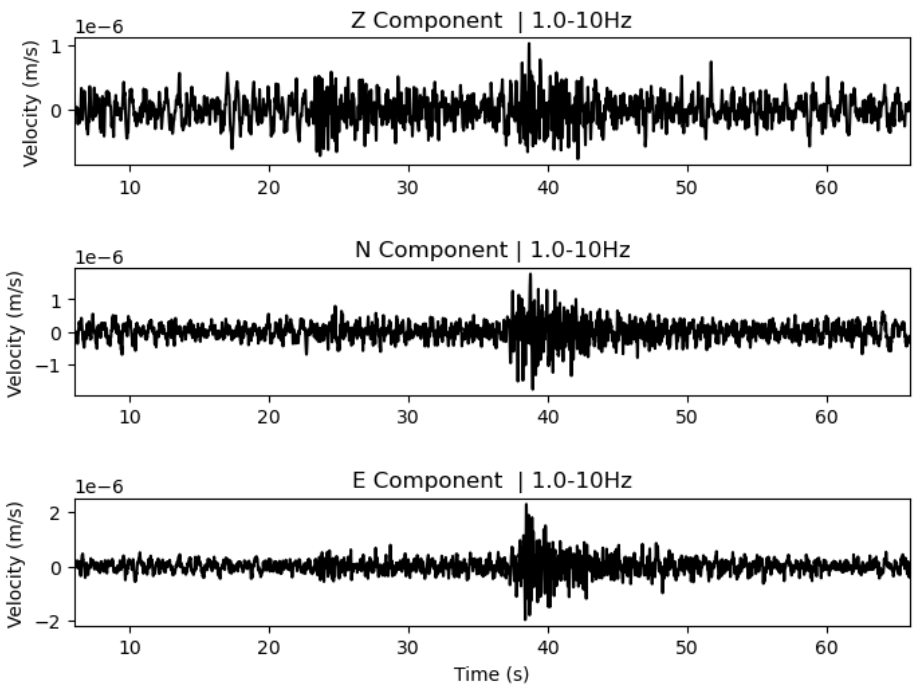 Z Component | 1.0-10Hz
1e−6
Velocity (m/s)
1
0
10 20 30 40 50 60
N Component | 1.0-10Hz
1e−6
Velocity (m/s)
1
0
−1
10 20 30 40 50 60
E Component | 1.0-10Hz
1e−6
Velocity (m/s)
2
0
−2
10 20 30 40 50 60
Time (s)